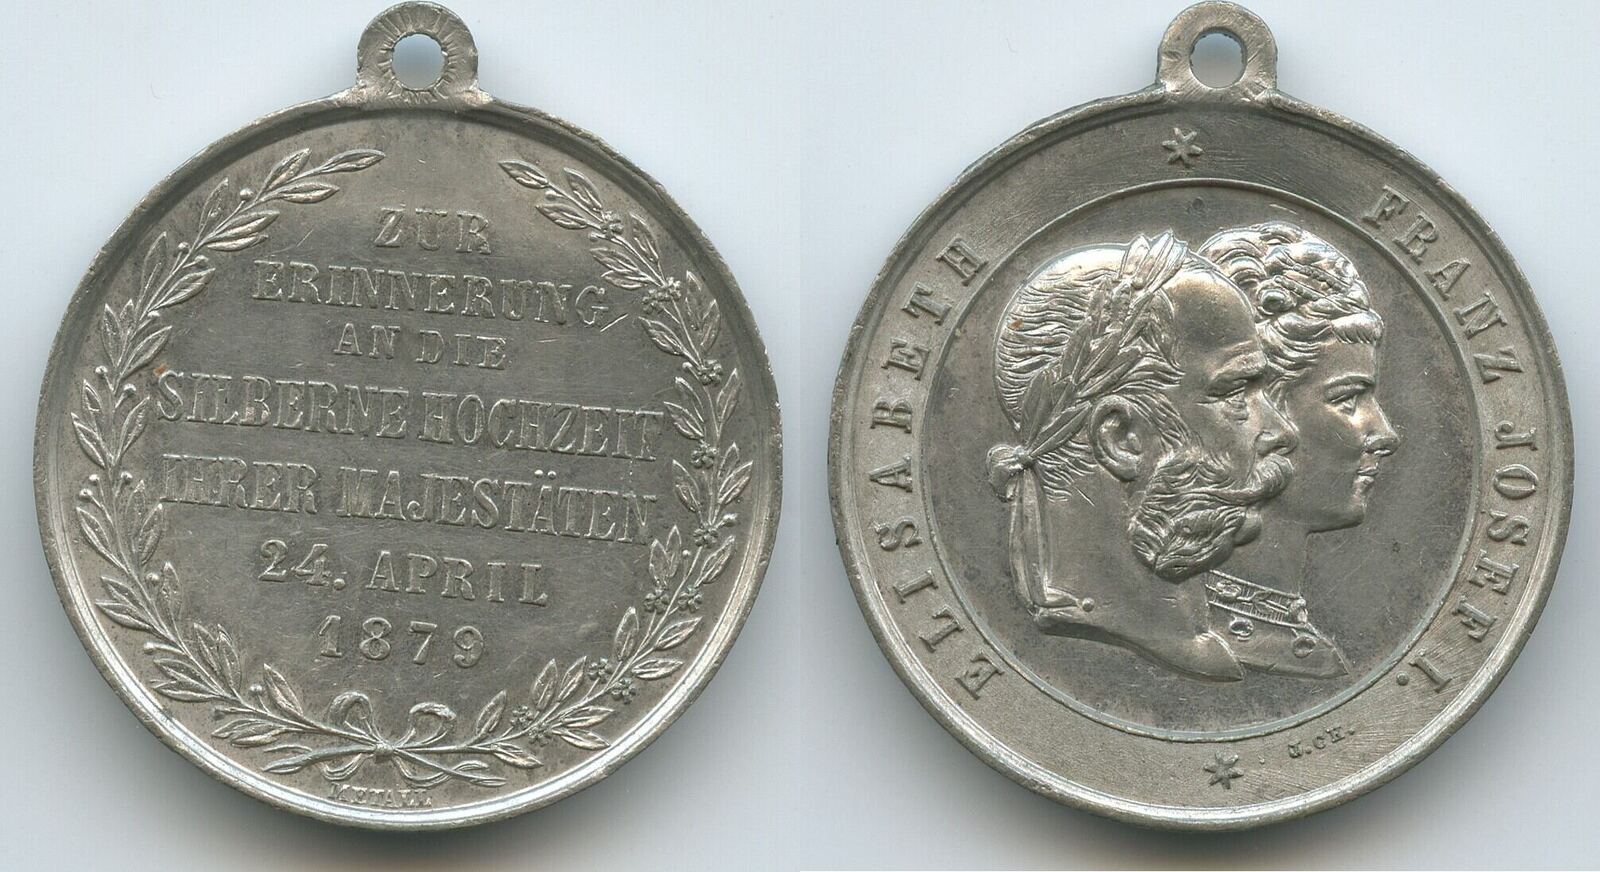 ZUR
ERINNERUNG
AN DIE
SILBERNE HOCHZEIT
IHRER MAJESTÄTEN
24. APRIL
1879
METALL
ELISABETH FRANZ JOSEF I.
J.CH.